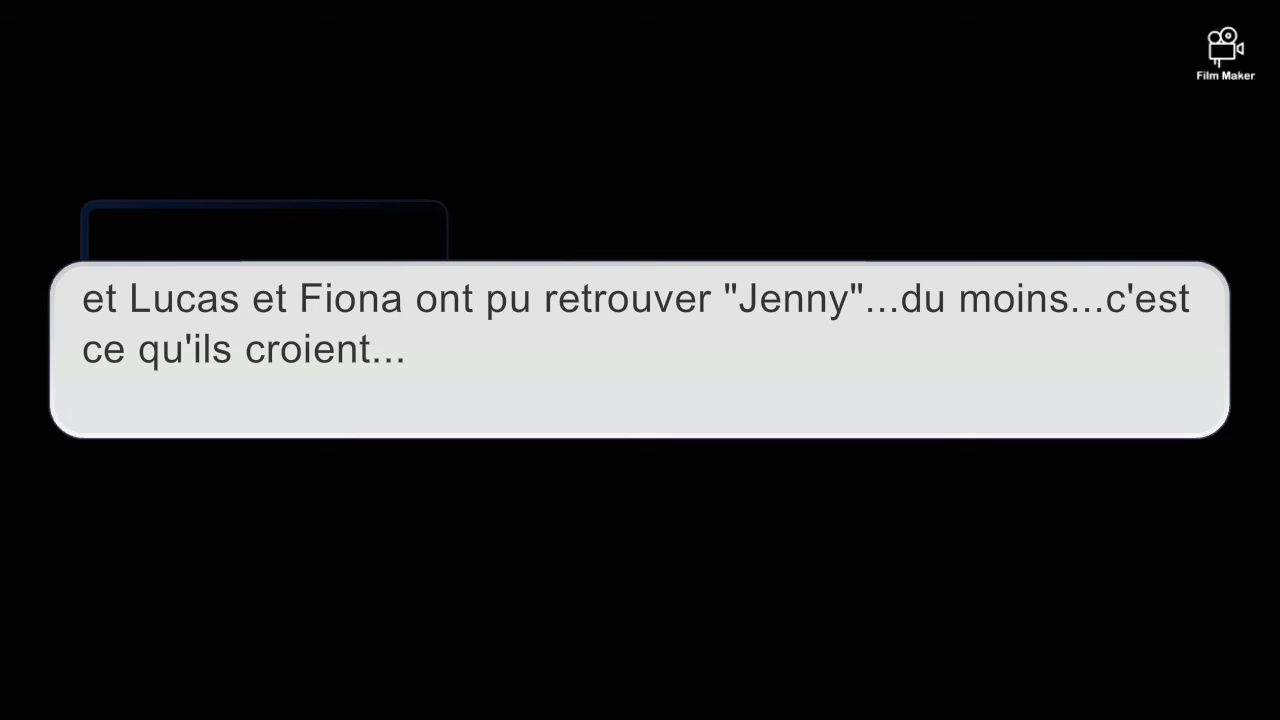 Film Maker
et Lucas et Fiona ont pu retrouver "Jenny"...du moins...c'est
ce qu'ils croient...